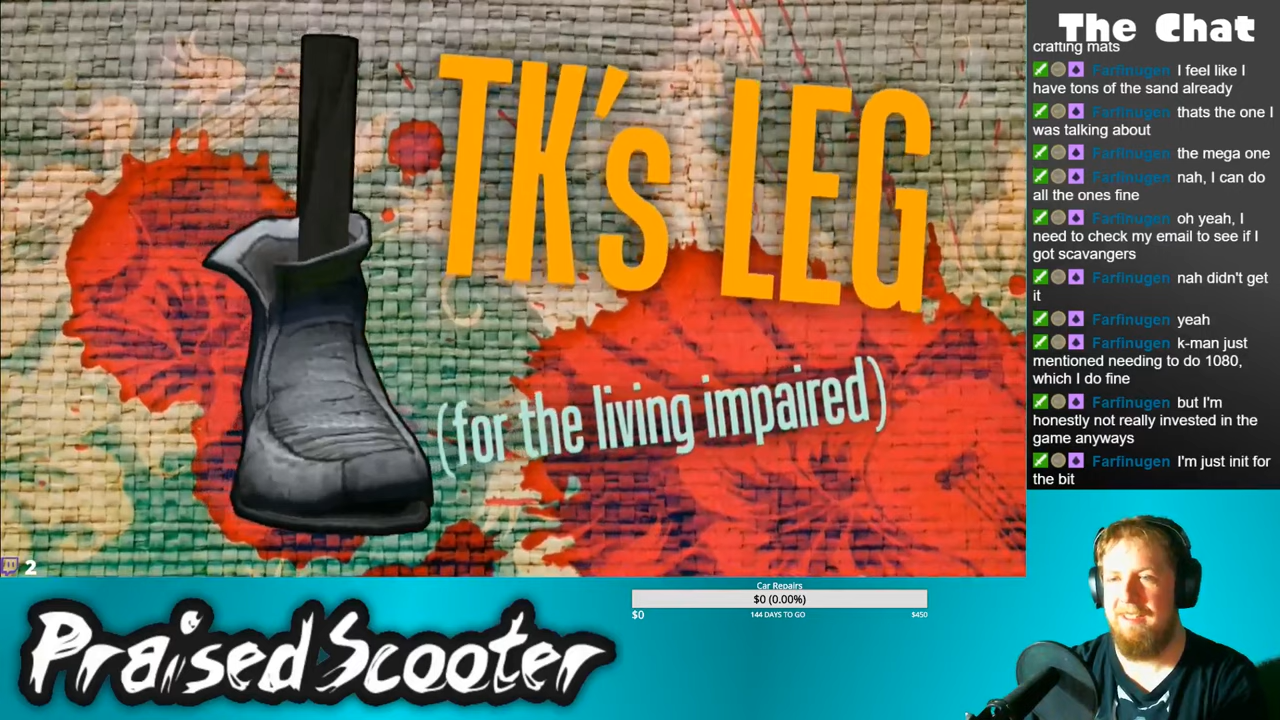 TK's LEG
(for the living impaired)
The Chat
crafting mats
Farfinugen I feel like I
have tons of the sand already
Farfinugen thats the one I
was talking about
Farfinugen the mega one
Farfinugen nah, I can do
all the ones fine
Farfinugen oh yeah, I
need to check my email to see if I
got scavangers
Farfinugen nah didn't get
it
Farfinugen yeah
Farfinugen k-man just
mentioned needing to do 1080,
which I do fine
Farfinugen but I'm
honestly not really invested in the
game anyways
Farfinugen I'm just init for
the bit
2
Car Repairs
$0 (0.00%)
$0 144 DAYS TO GO $450
PraisedScooter